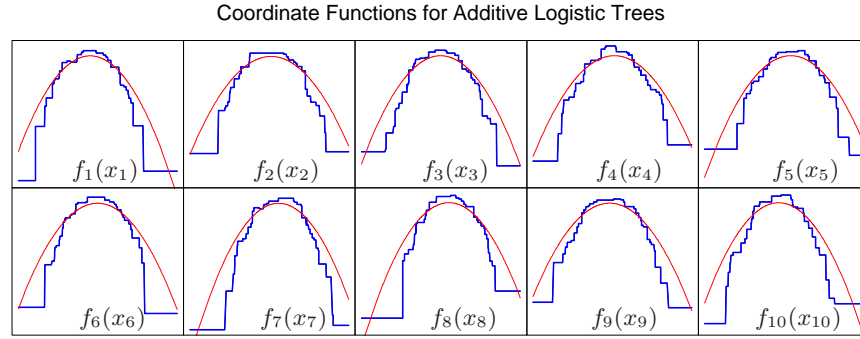 Coordinate Functions for Additive Logistic Trees
f₁(x₁) f₂(x₂) f₃(x₃) f₄(x₄) f₅(x₅)
f₆(x₆) f₇(x₇) f₈(x₈) f₉(x₉) f₁₀(x₁₀)